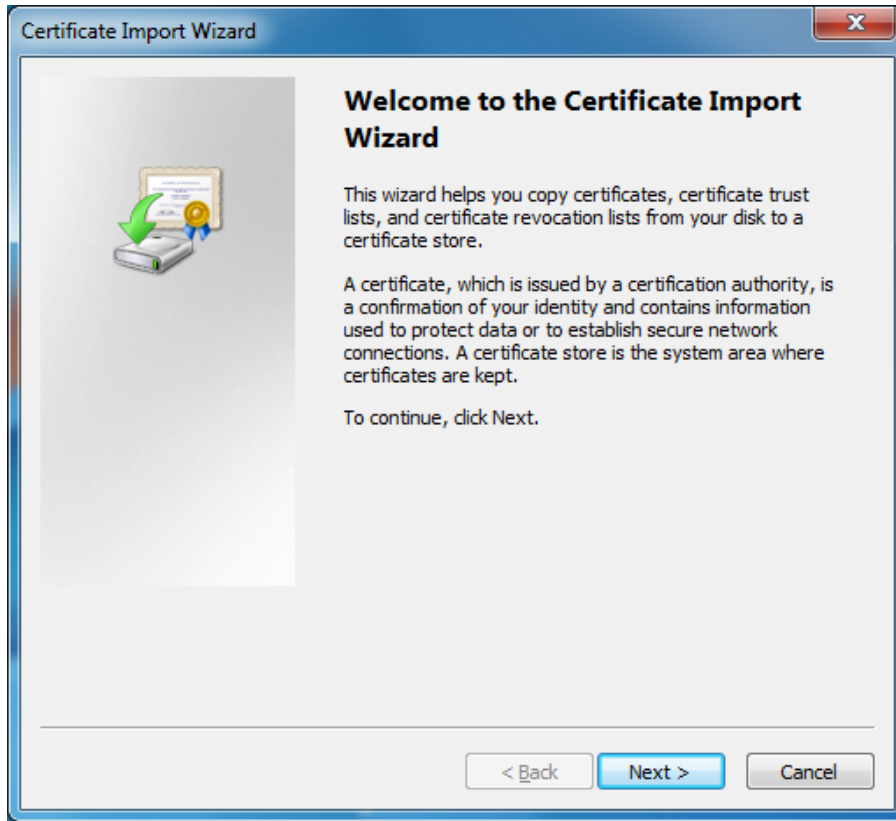 Certificate Import Wizard
X
Welcome to the Certificate Import
Wizard
This wizard helps you copy certificates, certificate trust
lists, and certificate revocation lists from your disk to a
certificate store.
A certificate, which is issued by a certification authority, is
a confirmation of your identity and contains information
used to protect data or to establish secure network
connections. A certificate store is the system area where
certificates are kept.
To continue, click Next.
< Back Next > Cancel